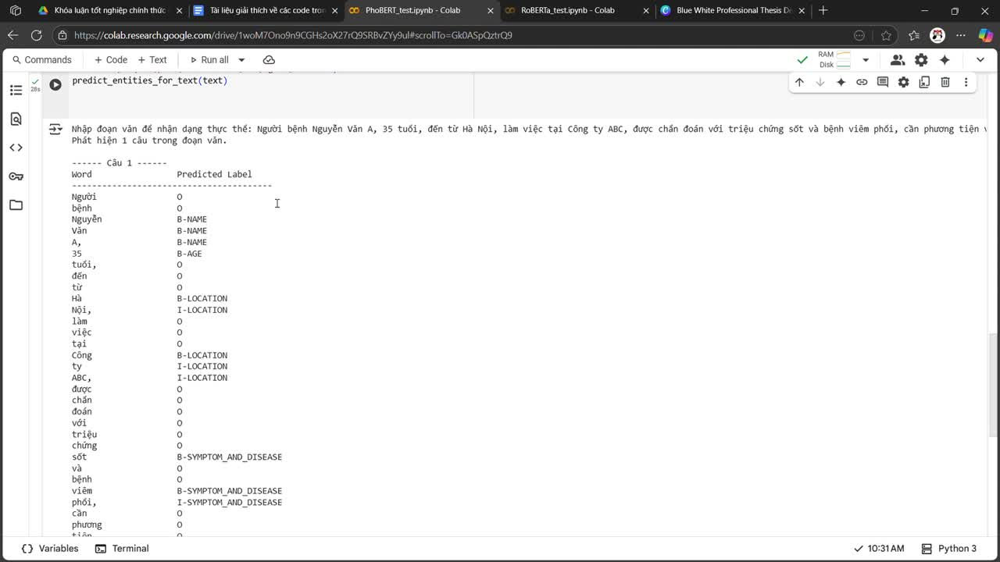 Khóa luận tốt nghiệp chính thức
Tài liệu giải thích về các code tron
PhoBERT_test.ipynb - Colab
RoBERTa_test.ipynb - Colab
Blue White Professional Thesis De
https://colab.research.google.com/drive/1woM7Ono9n9CGHs2oX27rQ9SRBvZYy9ul#scrollTo=Gk0ASpQztrQ9
Commands + Code + Text Run all RAM Disk
28s
predict_entities_for_text(text)
Nhập đoạn văn để nhận dạng thực thể: Người bệnh Nguyễn Văn A, 35 tuổi, đến từ Hà Nội, làm việc tại Công ty ABC, được chẩn đoán với triệu chứng sốt và bệnh viêm phổi, cần phương tiện v
Phát hiện 1 câu trong đoạn văn.
------ Câu 1 ------
Word Predicted Label
----------------------------------------
Người O
bệnh O
Nguyễn B-NAME
Văn B-NAME
A, B-NAME
35 B-AGE
tuổi, O
đến O
từ O
Hà B-LOCATION
Nội, I-LOCATION
làm O
việc O
tại O
Công B-LOCATION
ty I-LOCATION
ABC, I-LOCATION
được O
chẩn O
đoán O
với O
triệu O
chứng O
sốt B-SYMPTOM_AND_DISEASE
và O
bệnh O
viêm B-SYMPTOM_AND_DISEASE
phổi, I-SYMPTOM_AND_DISEASE
cần O
phương O
tiện O
Variables Terminal 10:31 AM Python 3